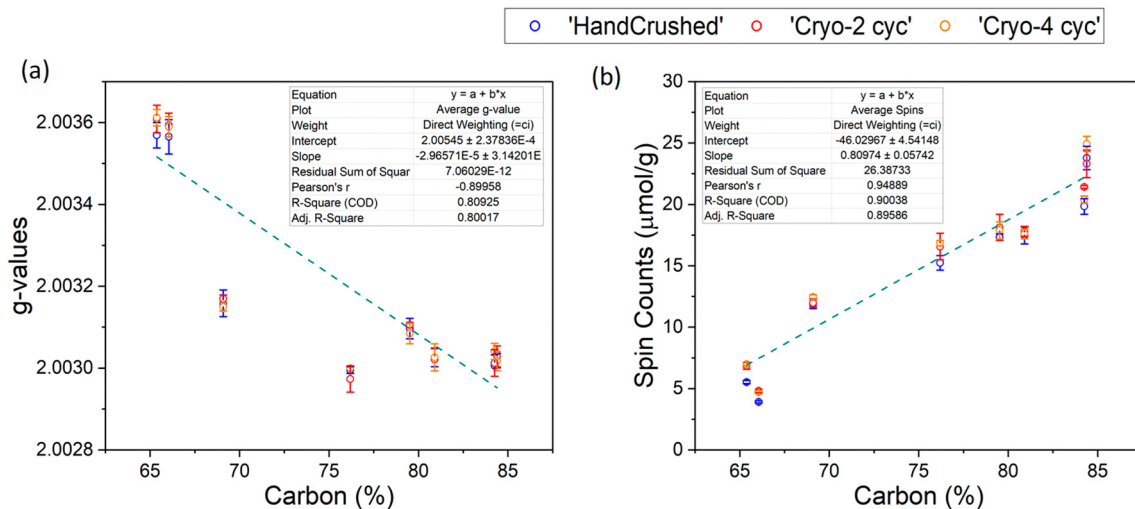 'HandCrushed' 'Cryo-2 cyc' 'Cryo-4 cyc'
(a)
2.0036
2.0034
2.0032
2.0030
2.0028
g-values
65 70 75 80 85
Carbon (%)
Equation y = a + b*x
Plot Average g-value
Weight Direct Weighting (=ci)
Intercept 2.00545 ± 2.37836E-4
Slope -2.96571E-5 ± 3.14201E
Residual Sum of Squar 7.06029E-12
Pearson's r -0.89958
R-Square (COD) 0.80925
Adj. R-Square 0.80017
(b)
30
25
20
15
10
5
0
Spin Counts (μmol/g)
65 70 75 80 85
Carbon (%)
Equation y = a + b*x
Plot Average Spins
Weight Direct Weighting (=ci)
Intercept -46.02967 ± 4.54148
Slope 0.80974 ± 0.05742
Residual Sum of Square 26.38733
Pearson's r 0.94889
R-Square (COD) 0.90038
Adj. R-Square 0.89586